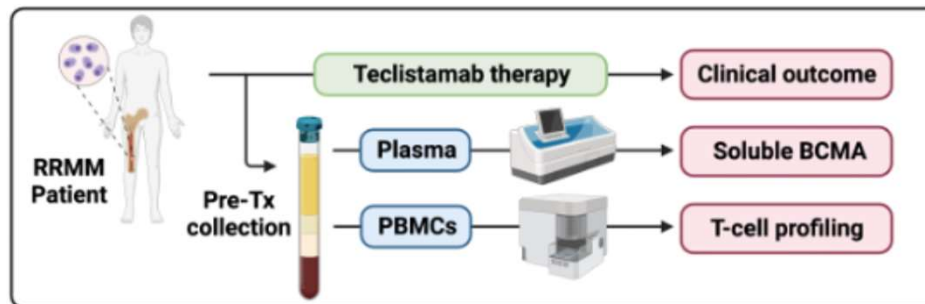 RRMM
Patient
Pre-Tx
collection
Teclistamab therapy
Clinical outcome
Plasma
Soluble BCMA
PBMCs
T-cell profiling